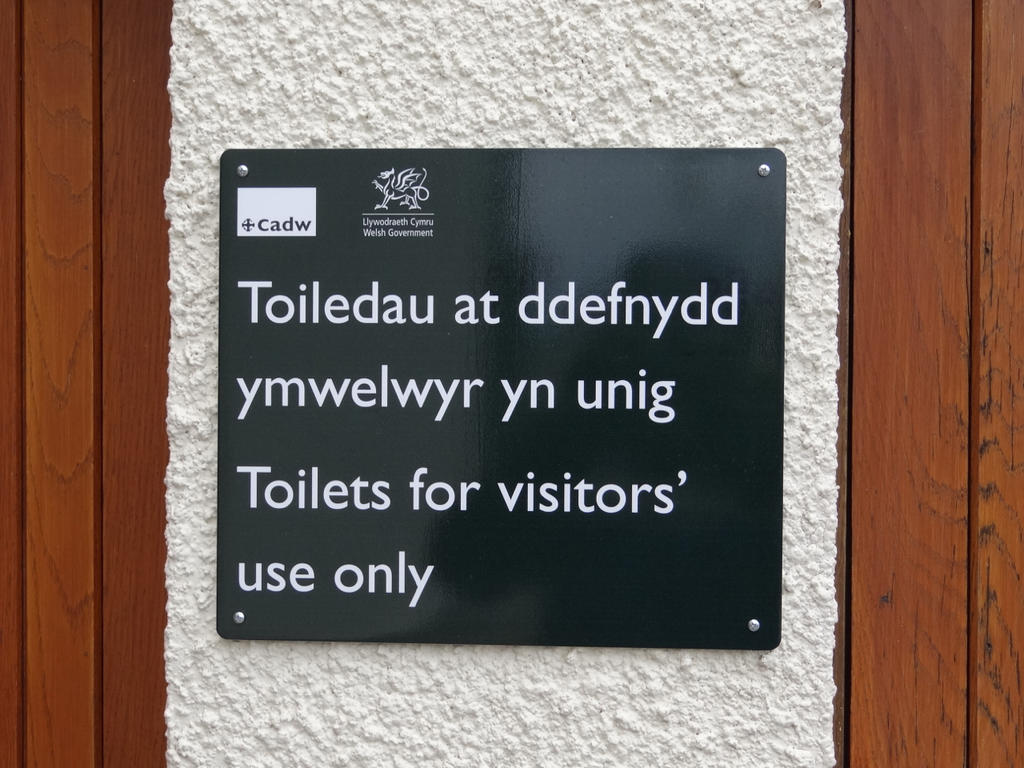 Cadw
Llywodraeth Cymru
Welsh Government
Toiledau at ddefnydd
ymwelwyr yn unig
Toilets for visitors’
use only